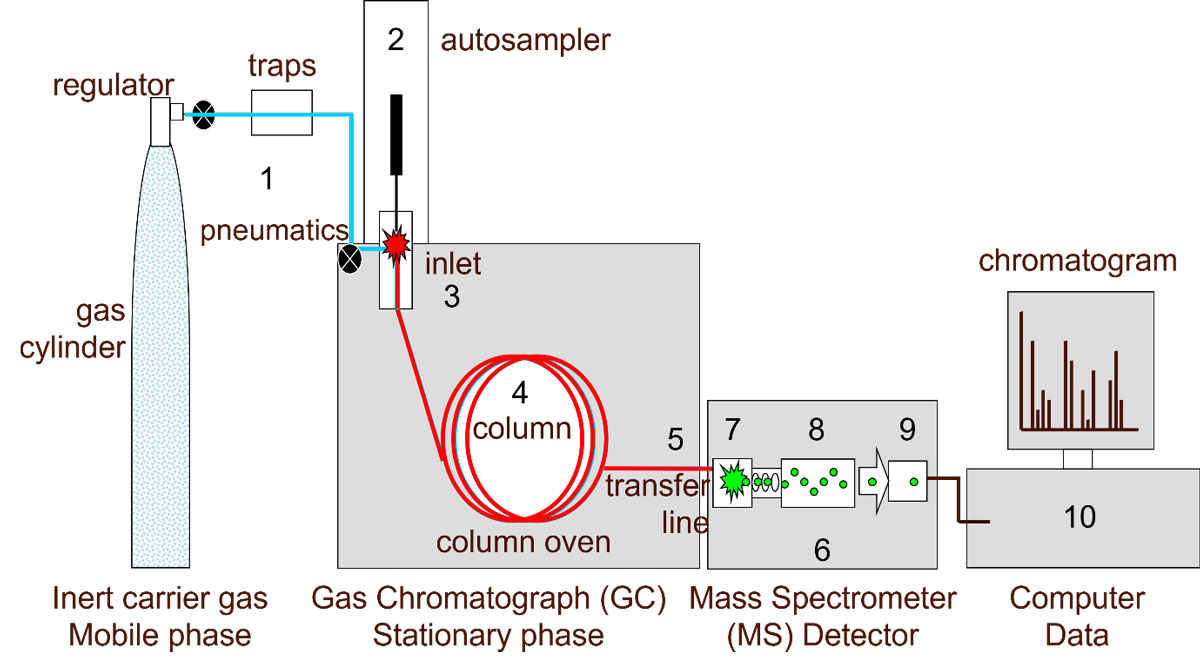 2
autosampler
traps
regulator
1
pneumatics
inlet
3
gas
cylinder
chromatogram
4
column
5
7
8
9
transfer
line
column oven
6
10
Inert carrier gas
Mobile phase
Gas Chromatograph (GC)
Stationary phase
Mass Spectrometer
(MS) Detector
Computer
Data